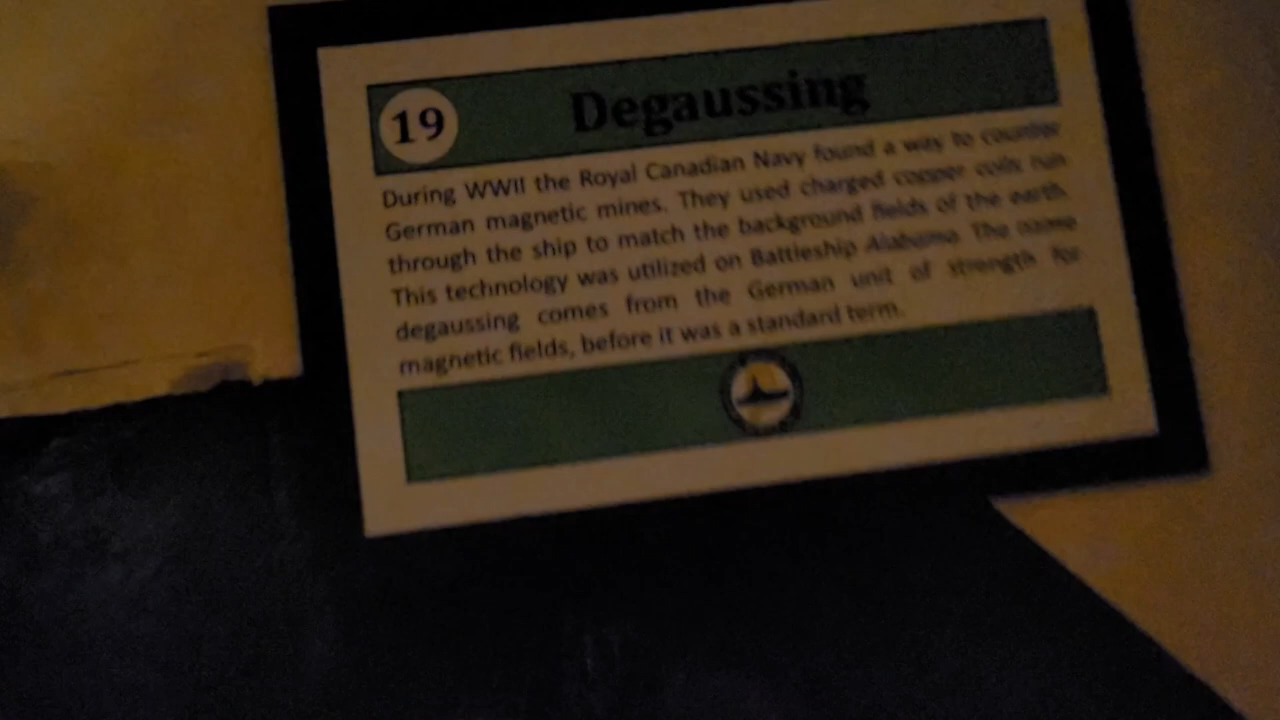 19
Degaussing
During WWII the Royal Canadian Navy found a way to counter
German magnetic mines. They used charged copper coils run
through the ship to match the background fields of the earth.
This technology was utilized on Battleship Alabama. The name
degaussing comes from the German unit of strength for
magnetic fields, before it was a standard term.